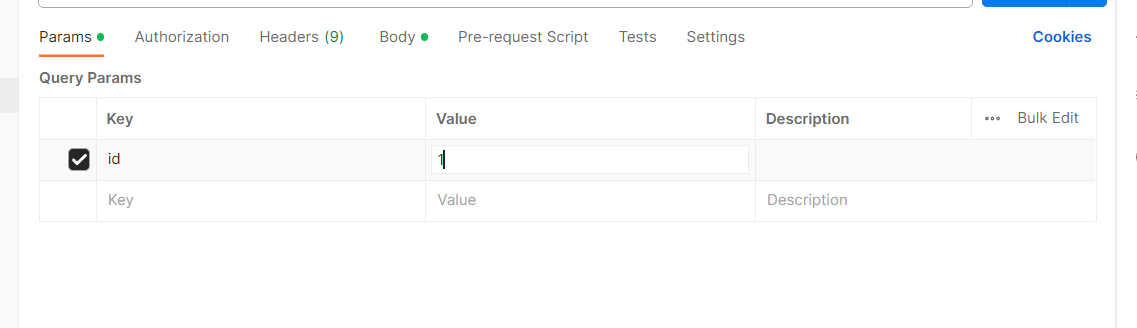 Params Authorization Headers (9) Body Pre-request Script Tests Settings Cookies
Query Params
Key Value Description Bulk Edit
id 1
Key Value Description